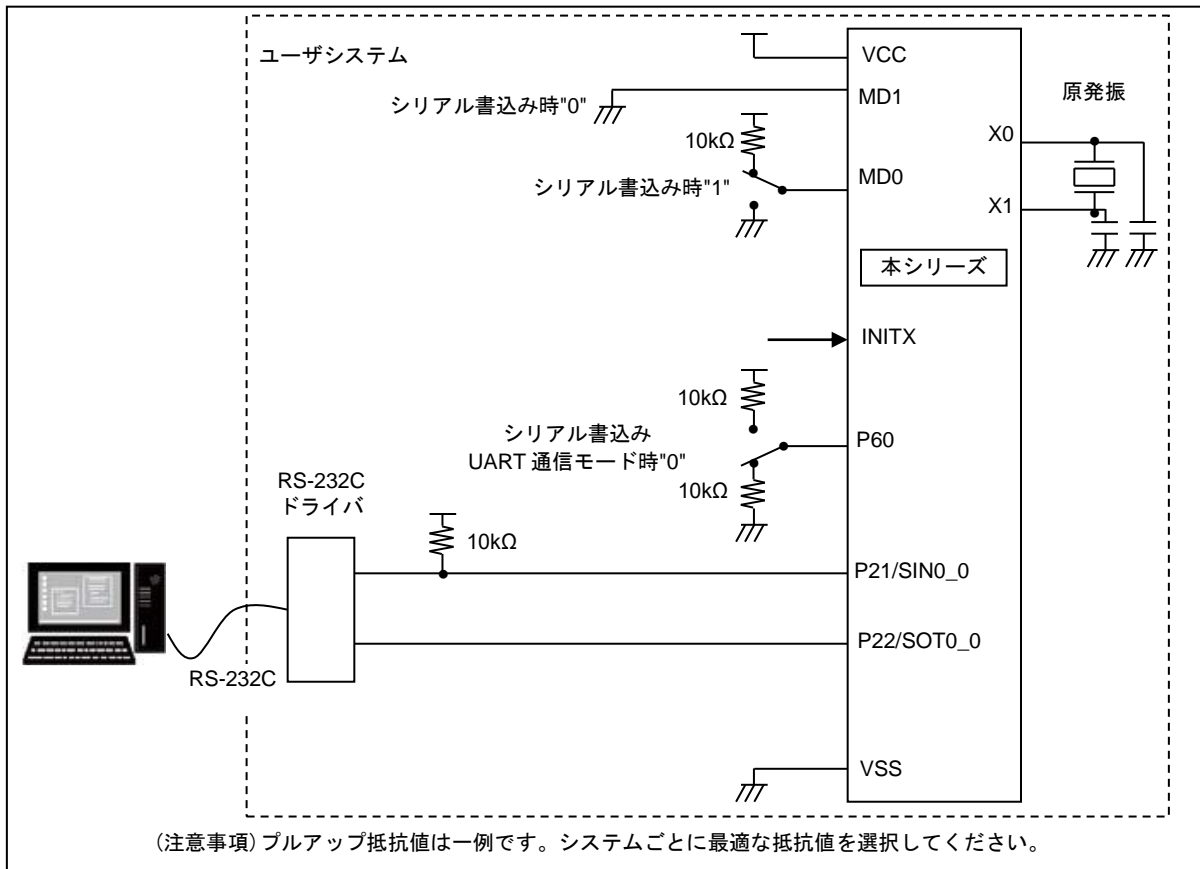 ユーザシステム
VCC
MD1
シリアル書込み時"0"
原発振
10kΩ
X0
MD0
シリアル書込み時"1"
X1
本シリーズ
INITX
10kΩ
P60
シリアル書込み
UART 通信モード時"0"
10kΩ
RS-232C
ドライバ
10kΩ
P21/SIN0_0
P22/SOT0_0
RS-232C
VSS
(注意事項) プルアップ抵抗値は一例です。システムごとに最適な抵抗値を選択してください。